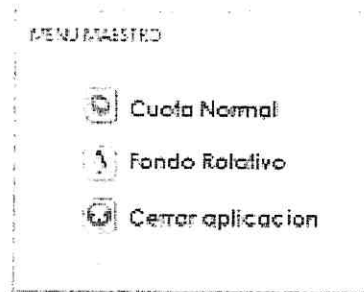 MENU MAESTRO
Cuota Normal
Fondo Rotativo
Cerrar aplicacion